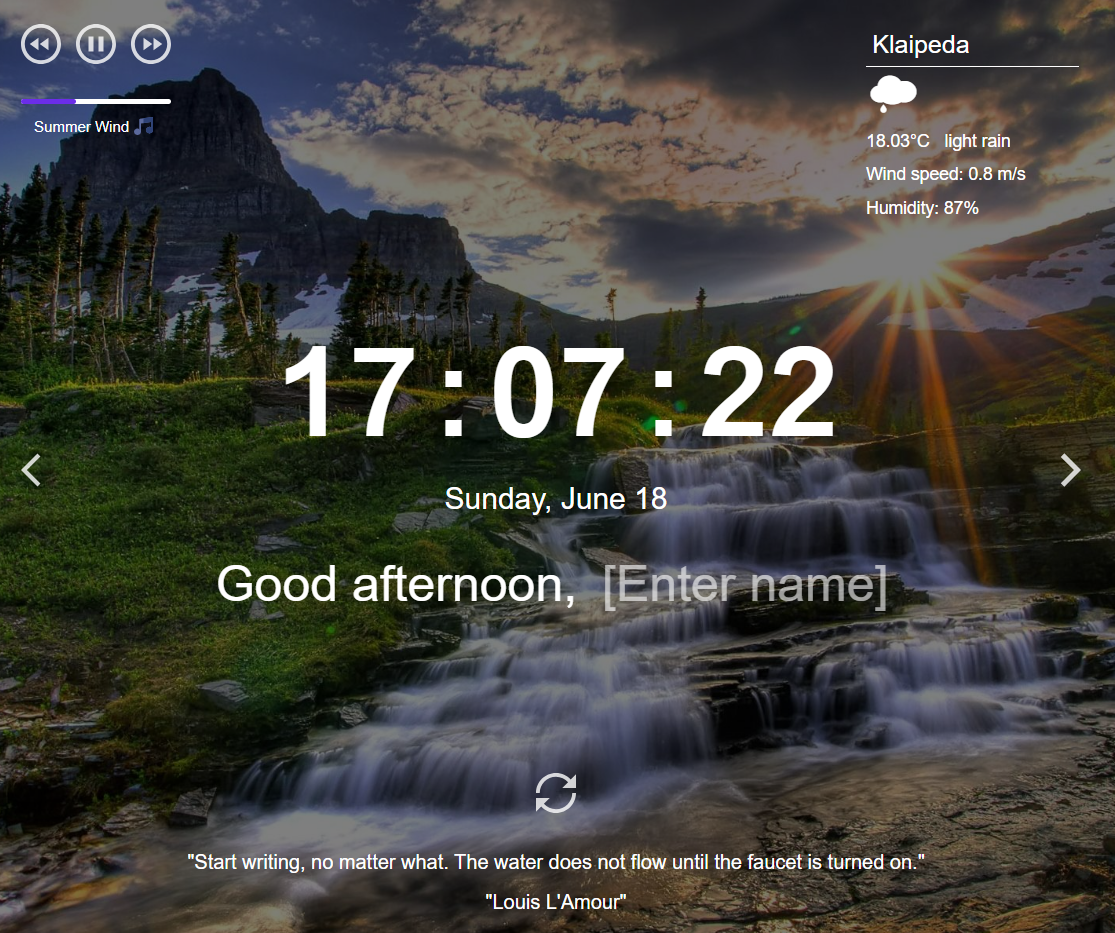 Summer Wind 🎵
Klaipeda
18.03°C light rain
Wind speed: 0.8 m/s
Humidity: 87%
17:07:22
Sunday, June 18
Good afternoon, [Enter name]
"Start writing, no matter what. The water does not flow until the faucet is turned on."
"Louis L'Amour"